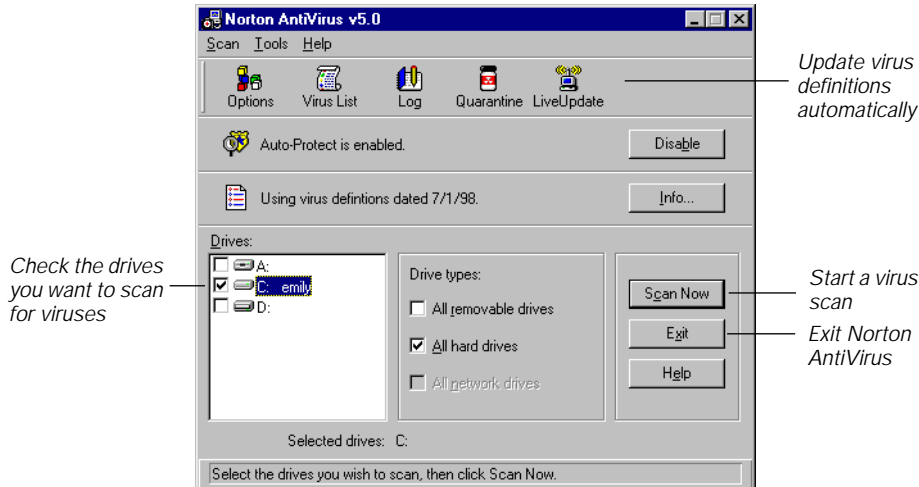 Norton AntiVirus v5.0
Scan Tools Help
Options Virus List Log Quarantine LiveUpdate
Update virus
definitions
automatically
Auto-Protect is enabled.
Disable
Using virus defintions dated 7/1/98.
Info...
Drives:
A:
C: emily
D:
Check the drives
you want to scan
for viruses
Drive types:
All removable drives
All hard drives
All network drives
Scan Now
Exit
Help
Start a virus
scan
Exit Norton
AntiVirus
Selected drives: C:
Select the drives you wish to scan, then click Scan Now.